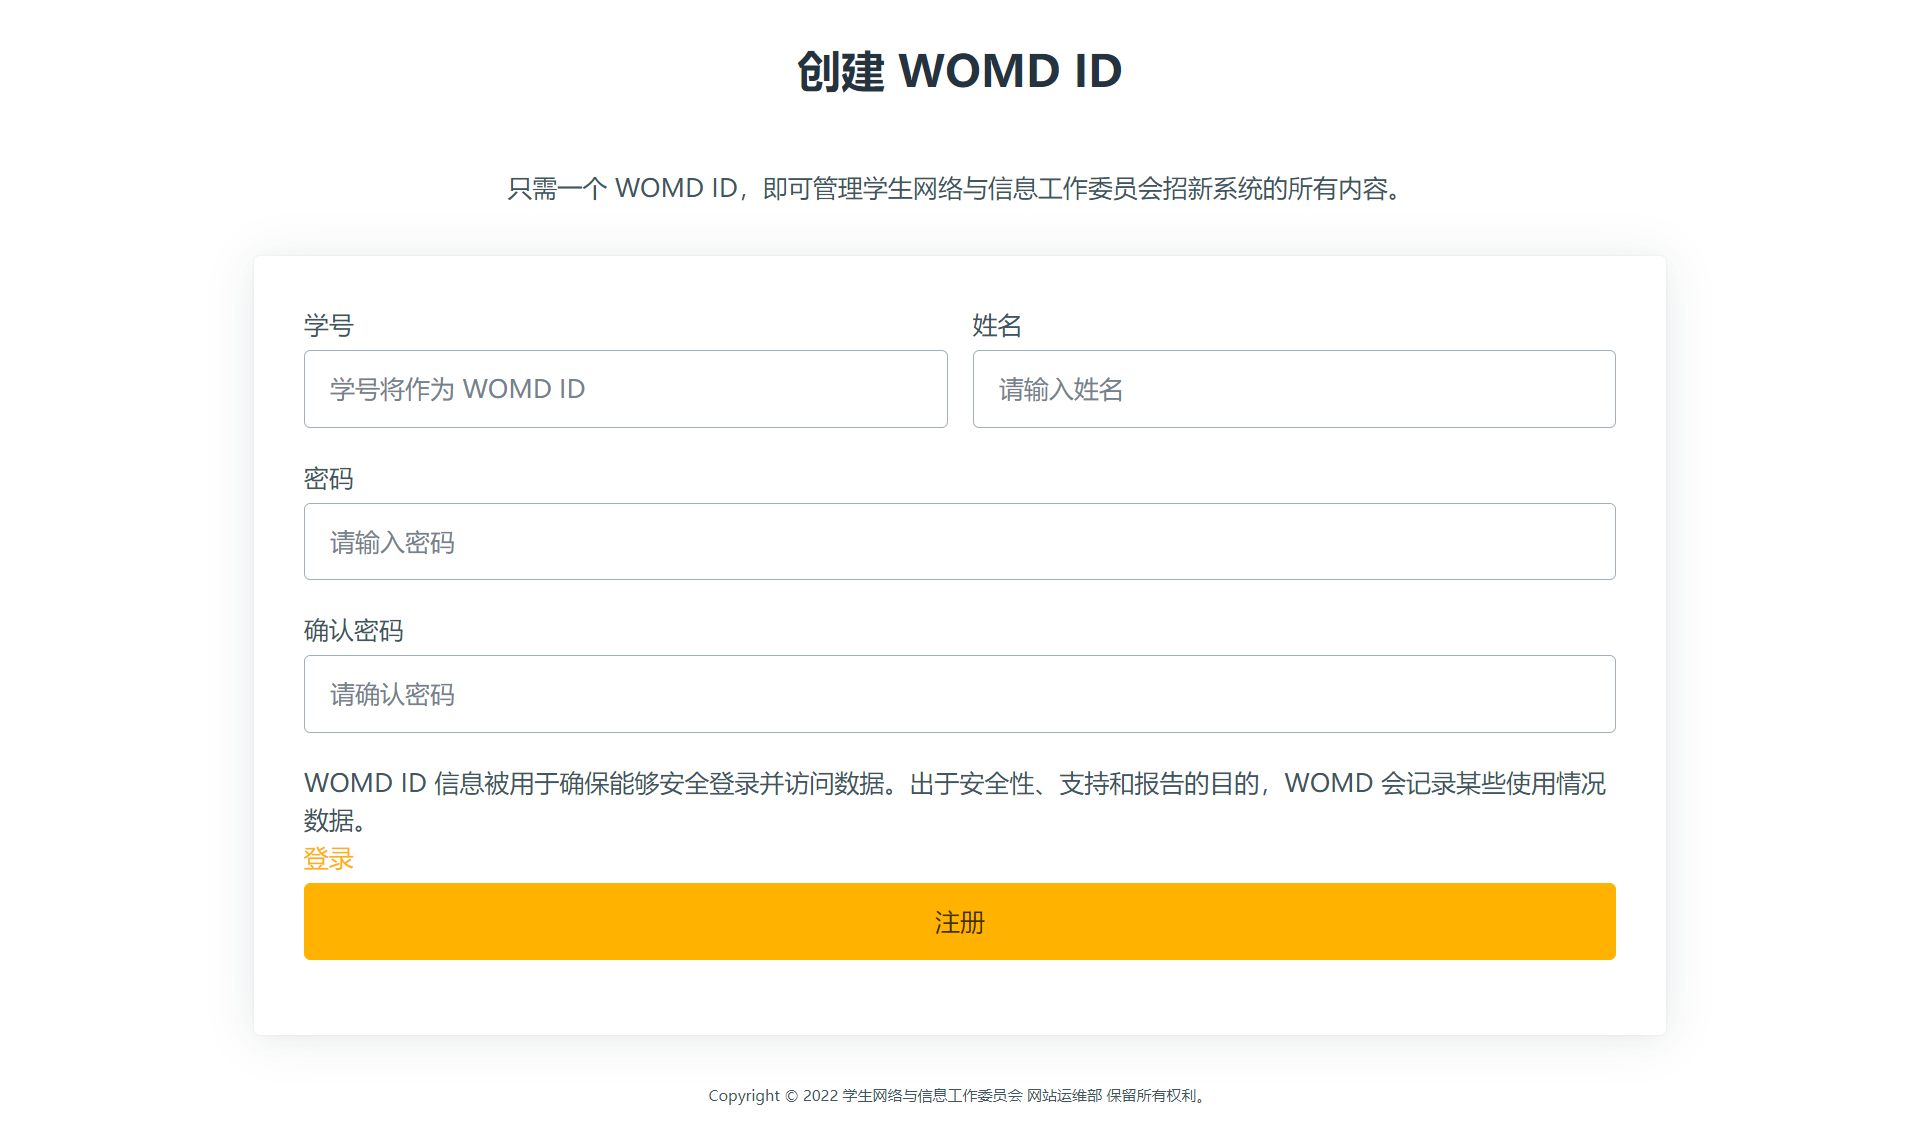 创建 WOMD ID
只需一个 WOMD ID，即可管理学生网络与信息工作委员会招新系统的所有内容。
学号
姓名
学号将作为 WOMD ID
请输入姓名
密码
请输入密码
确认密码
请确认密码
WOMD ID 信息被用于确保能够安全登录并访问数据。出于安全性、支持和报告的目的，WOMD 会记录某些使用情况
数据。
登录
注册
Copyright © 2022 学生网络与信息工作委员会 网站运维部 保留所有权利。